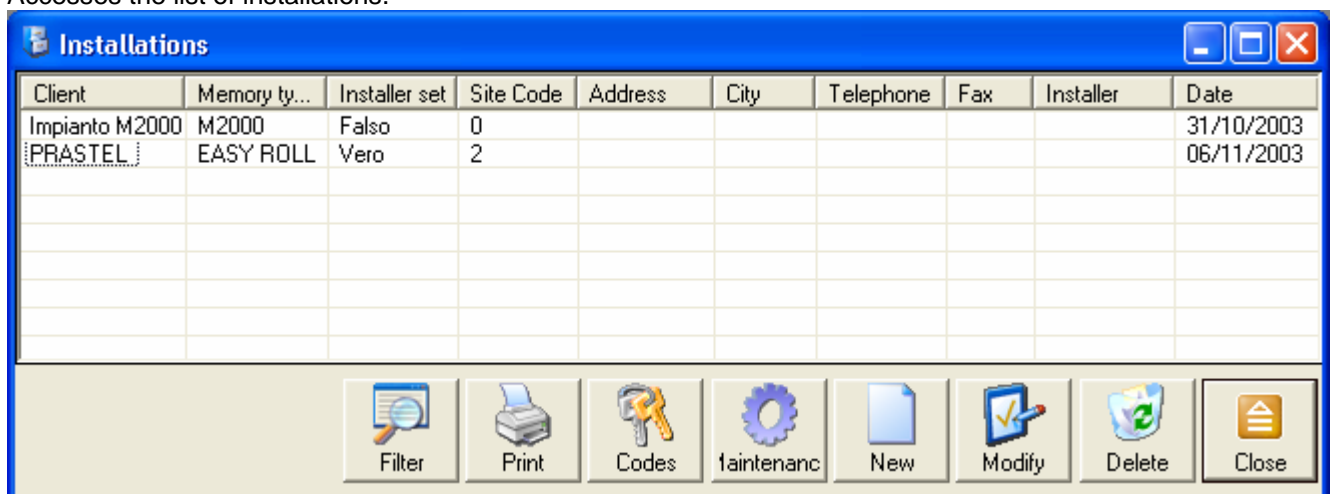 Accesses the list of installations.
Installations
Client Memory ty... Installer set Site Code Address City Telephone Fax Installer Date
Impianto M2000 M2000 Falso 0 31/10/2003
PRASTEL EASY ROLL Vero 2 06/11/2003
Filter Print Codes 1aintenanc New Modify Delete Close